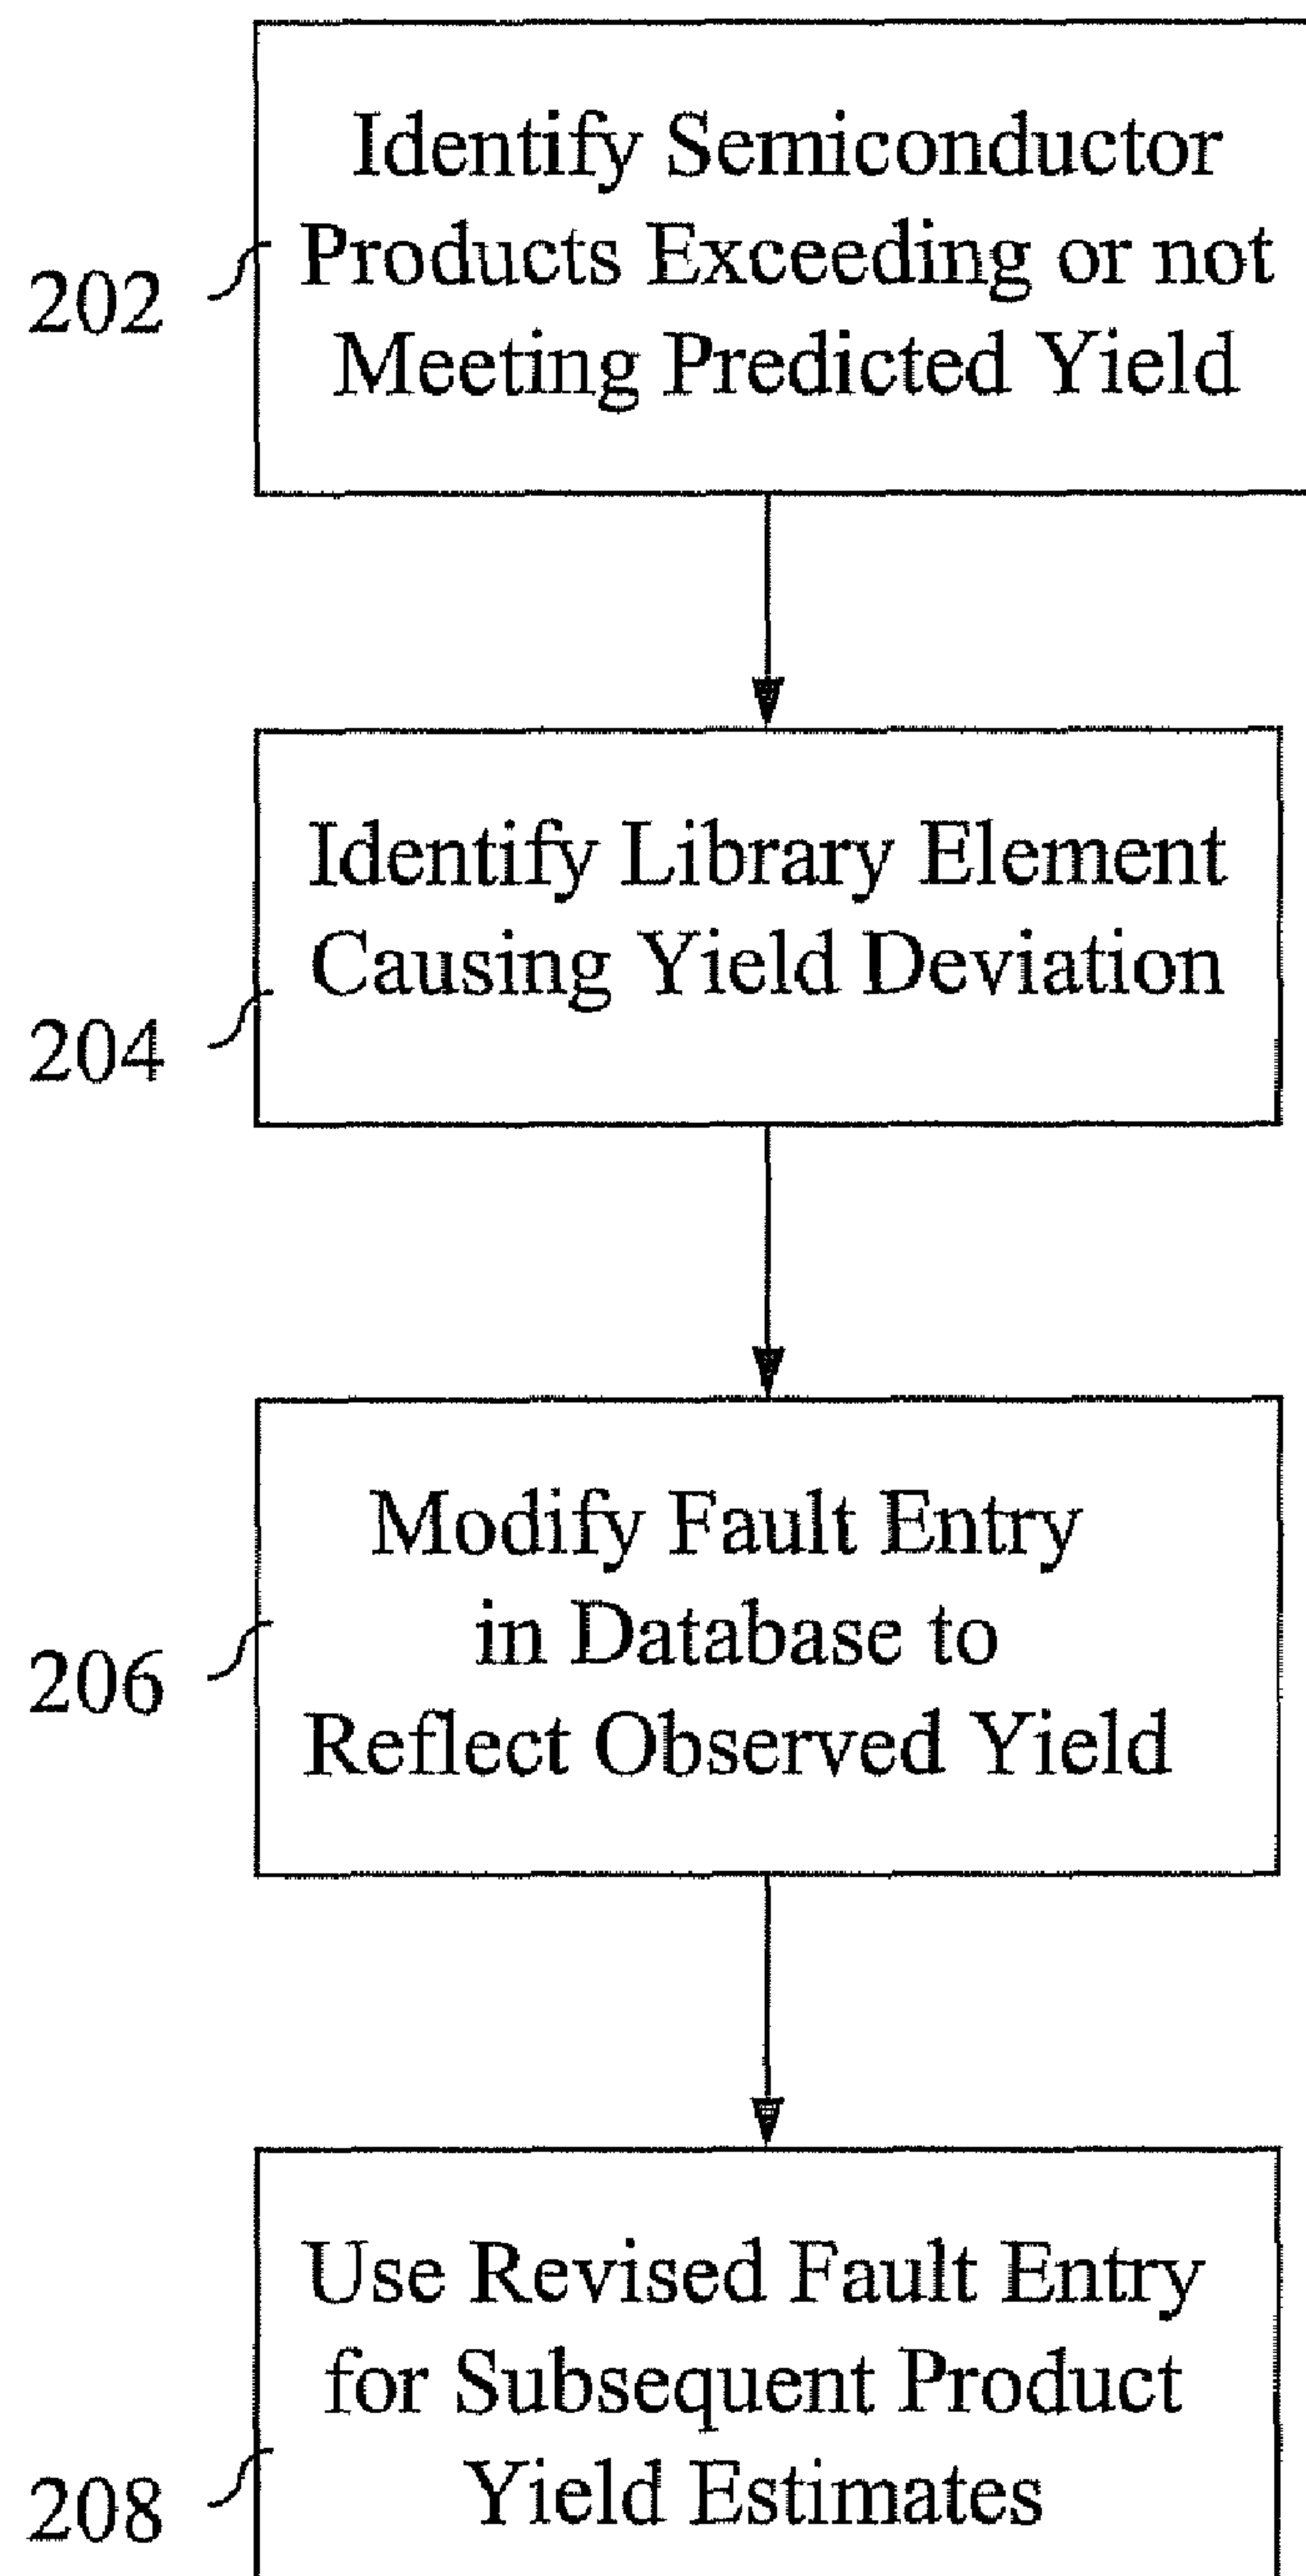 Identify Semiconductor
Products Exceeding or not
Meeting Predicted Yield
202
Identify Library Element
Causing Yield Deviation
204
Modify Fault Entry
in Database to
Reflect Observed Yield
206
Use Revised Fault Entry
for Subsequent Product
Yield Estimates
208